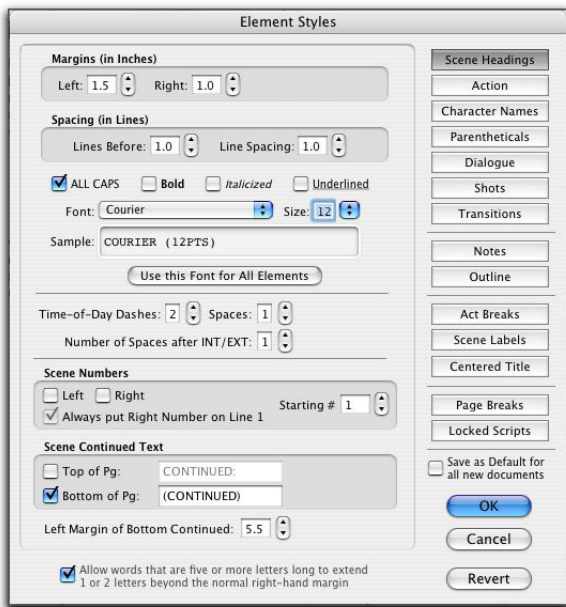 Element Styles
Margins (in Inches)
Left: 1.5 Right: 1.0
Spacing (in Lines)
Lines Before: 1.0 Line Spacing: 1.0
ALL CAPS Bold Italicized Underlined
Font: Courier Size: 12
Sample: COURIER (12PTS)
Use this Font for All Elements
Time-of-Day Dashes: 2 Spaces: 1
Number of Spaces after INT/EXT: 1
Scene Numbers
Left Right
Starting # 1
Always put Right Number on Line 1
Scene Continued Text
Top of Pg: CONTINUED:
Bottom of Pg: (CONTINUED)
Left Margin of Bottom Continued: 5.5
Allow words that are five or more letters long to extend
1 or 2 letters beyond the normal right-hand margin
Scene Headings
Action
Character Names
Parentheticals
Dialogue
Shots
Transitions
Notes
Outline
Act Breaks
Scene Labels
Centered Title
Page Breaks
Locked Scripts
Save as Default for
all new documents
OK
Cancel
Revert